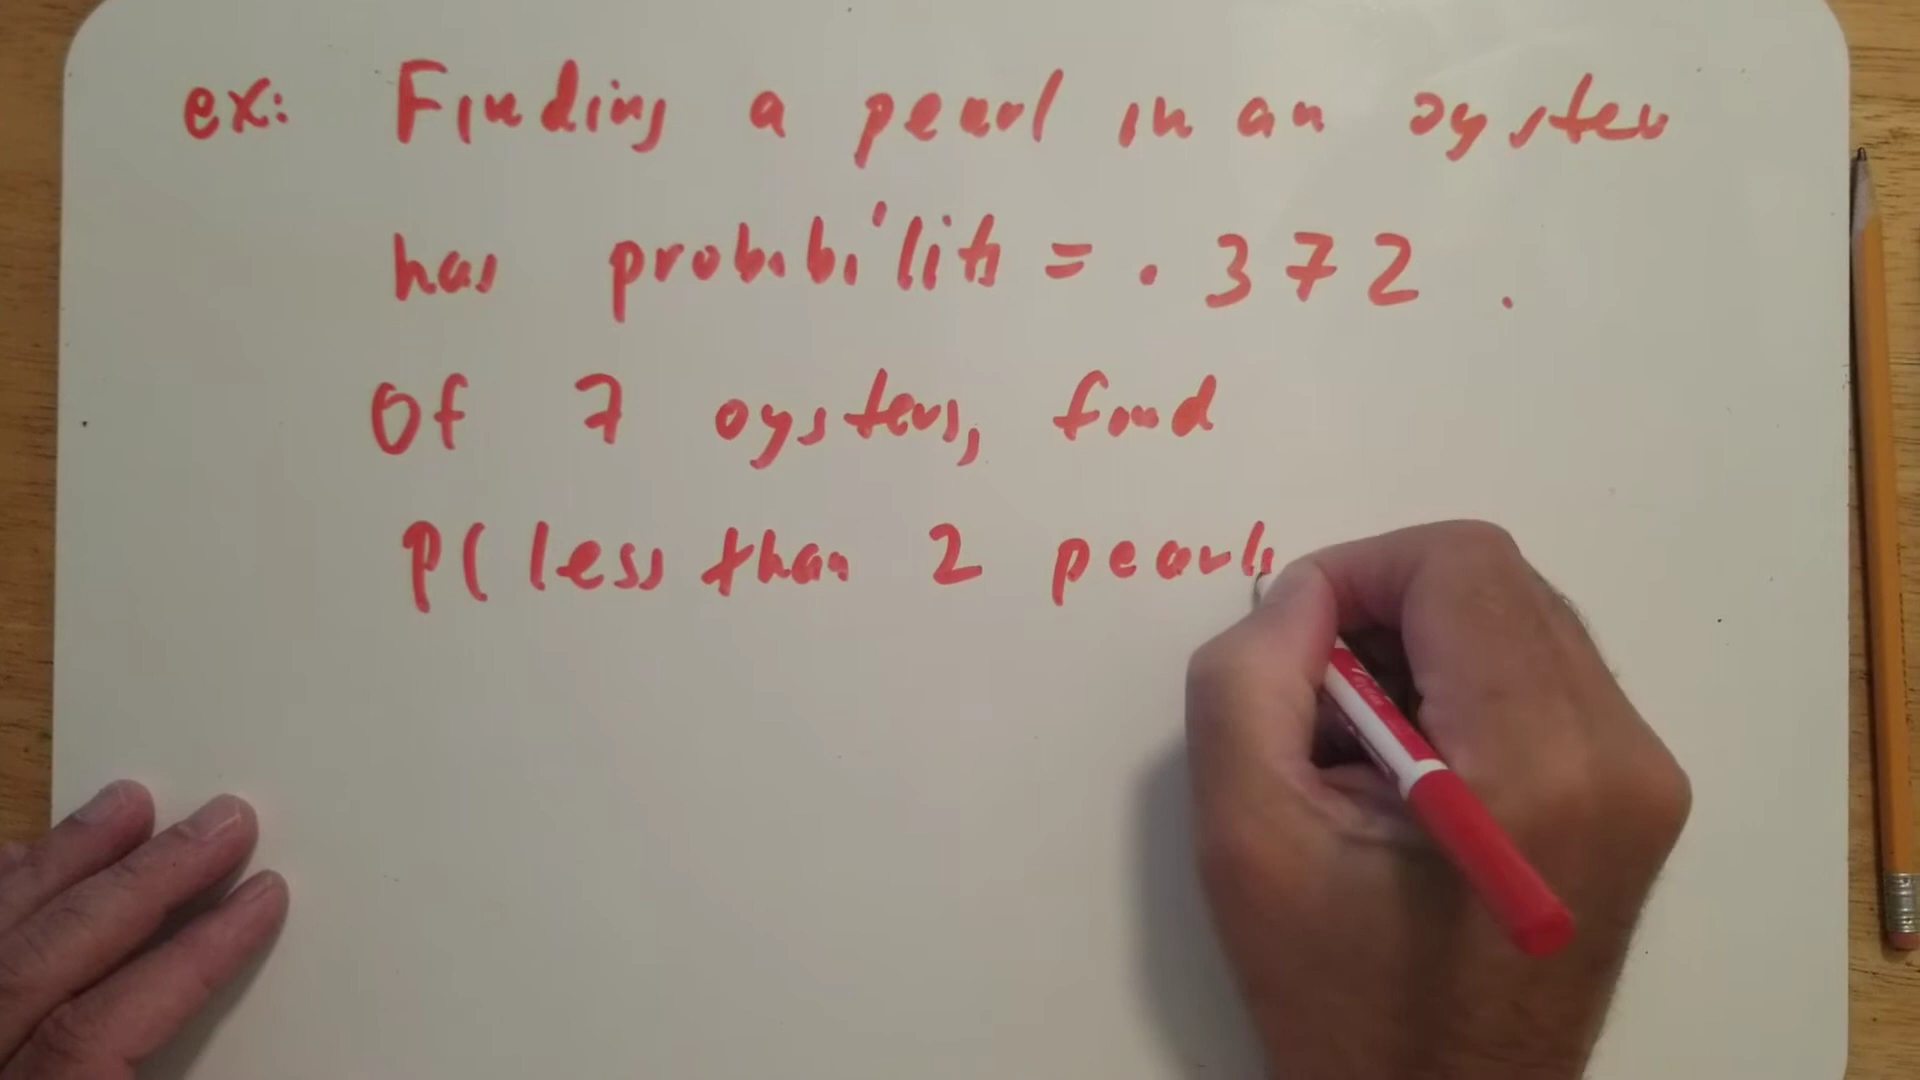 ex: Finding a pearl in an oyster
has probability = .372.
Of 7 oysters, find
P( less than 2 pearls